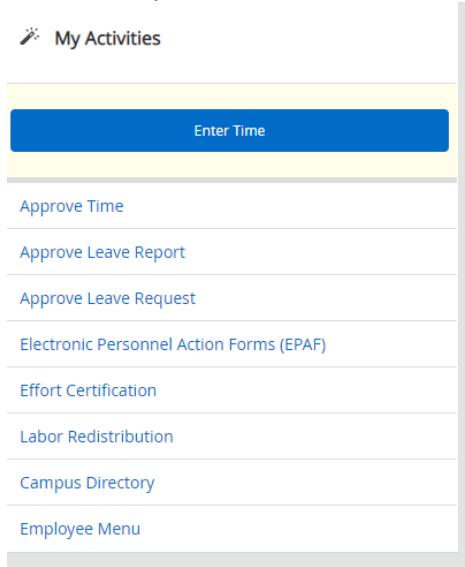 My Activities
Enter Time
Approve Time
Approve Leave Report
Approve Leave Request
Electronic Personnel Action Forms (EPAF)
Effort Certification
Labor Redistribution
Campus Directory
Employee Menu